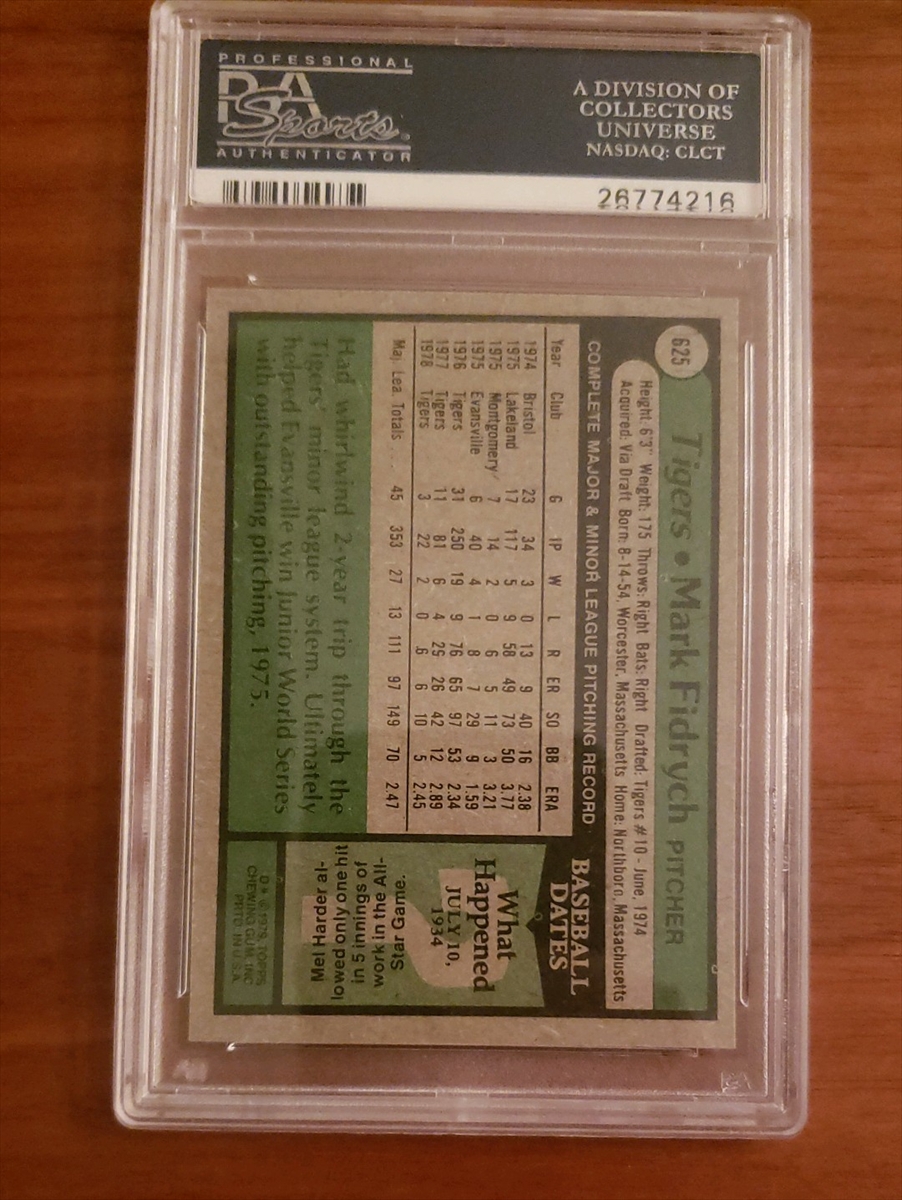 PROFESSIONAL
PSA
Sports
AUTHENTICATOR
A DIVISION OF
COLLECTORS
UNIVERSE
NASDAQ: CLCT
26774216
625
Tigers • Mark Fidrych PITCHER
Height: 6'3" Weight: 175 Throws: Right Bats: Right Drafted: Tigers #10 - June, 1974
Acquired: Via Draft Born: 8-14-54, Worcester, Massachusetts Home: Northboro, Massachusetts
COMPLETE MAJOR & MINOR LEAGUE PITCHING RECORD
Year Club G IP W L R ER SO BB ERA
1974 Bristol 23 34 3 0 13 9 40 16 2.38
1975 Lakeland 17 117 5 9 58 49 73 50 3.77
1975 Montgomery 7 14 2 0 6 5 11 3 3.21
1975 Evansville 6 40 4 1 8 7 29 9 1.59
1976 Tigers 31 250 19 9 76 65 97 53 2.34
1977 Tigers 11 81 6 4 29 26 42 12 2.89
1978 Tigers 3 22 2 0 6 6 10 5 2.45
Maj. Lea. Totals 45 353 27 13 111 97 149 70 2.47
Had whirlwind 2-year trip through the
Tigers' minor league system. Ultimately
helped Evansville win Junior World Series
with outstanding pitching, 1975.
BASEBALL
DATES
What
Happened
JULY 10,
1934
?
Mel Harder al-
lowed only one hit
in 5 innings of
work in the All-
Star Game.
D* © 1979, TOPPS
CHEWING GUM, INC.
PRTD. IN U.S.A.